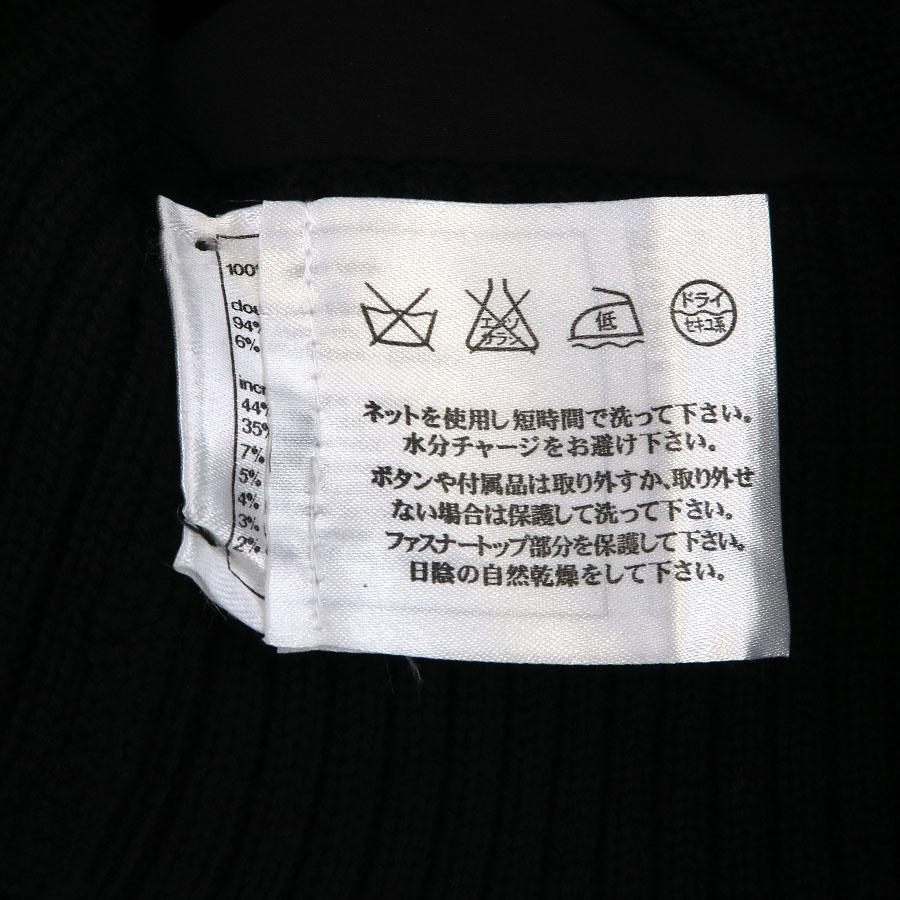 100%
dou
94%
6%
incr
44%
35%
7%
5%
4%
3%
2%
エンソ
サラシ
低
ドライ
セキユ系
ネットを使用し短時間で洗って下さい。
水分チャージをお避け下さい。
ボタンや付属品は取り外すか、取り外せ
ない場合は保護して洗って下さい。
ファスナートップ部分を保護して下さい。
日陰の自然乾燥をして下さい。